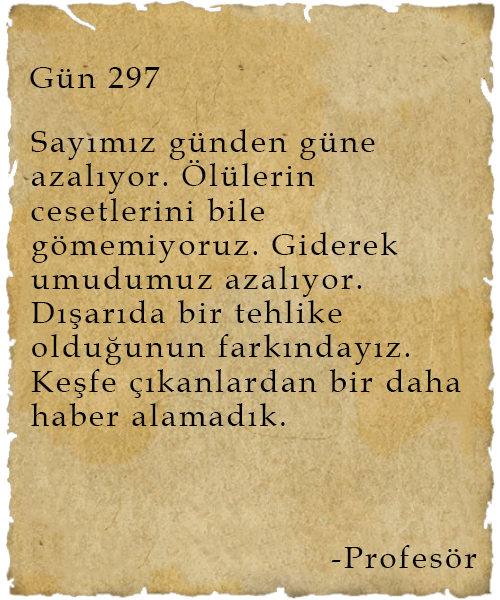 Gün 297
Sayımız günden güne
azalıyor. Ölülerin
cesetlerini bile
gömemiyoruz. Giderek
umudumuz azalıyor.
Dışarıda bir tehlike
olduğunun farkındayız.
Keşfe çıkanlardan bir daha
haber alamadık.
-Profesör